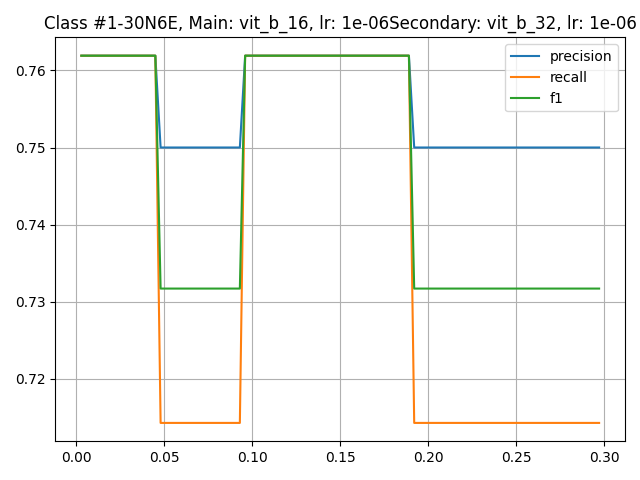 Class #1-30N6E, Main: vit_b_16, lr: 1e-06Secondary: vit_b_32, lr: 1e-06
precision
recall
f1
0.76
0.75
0.74
0.73
0.72
0.00 0.05 0.10 0.15 0.20 0.25 0.30